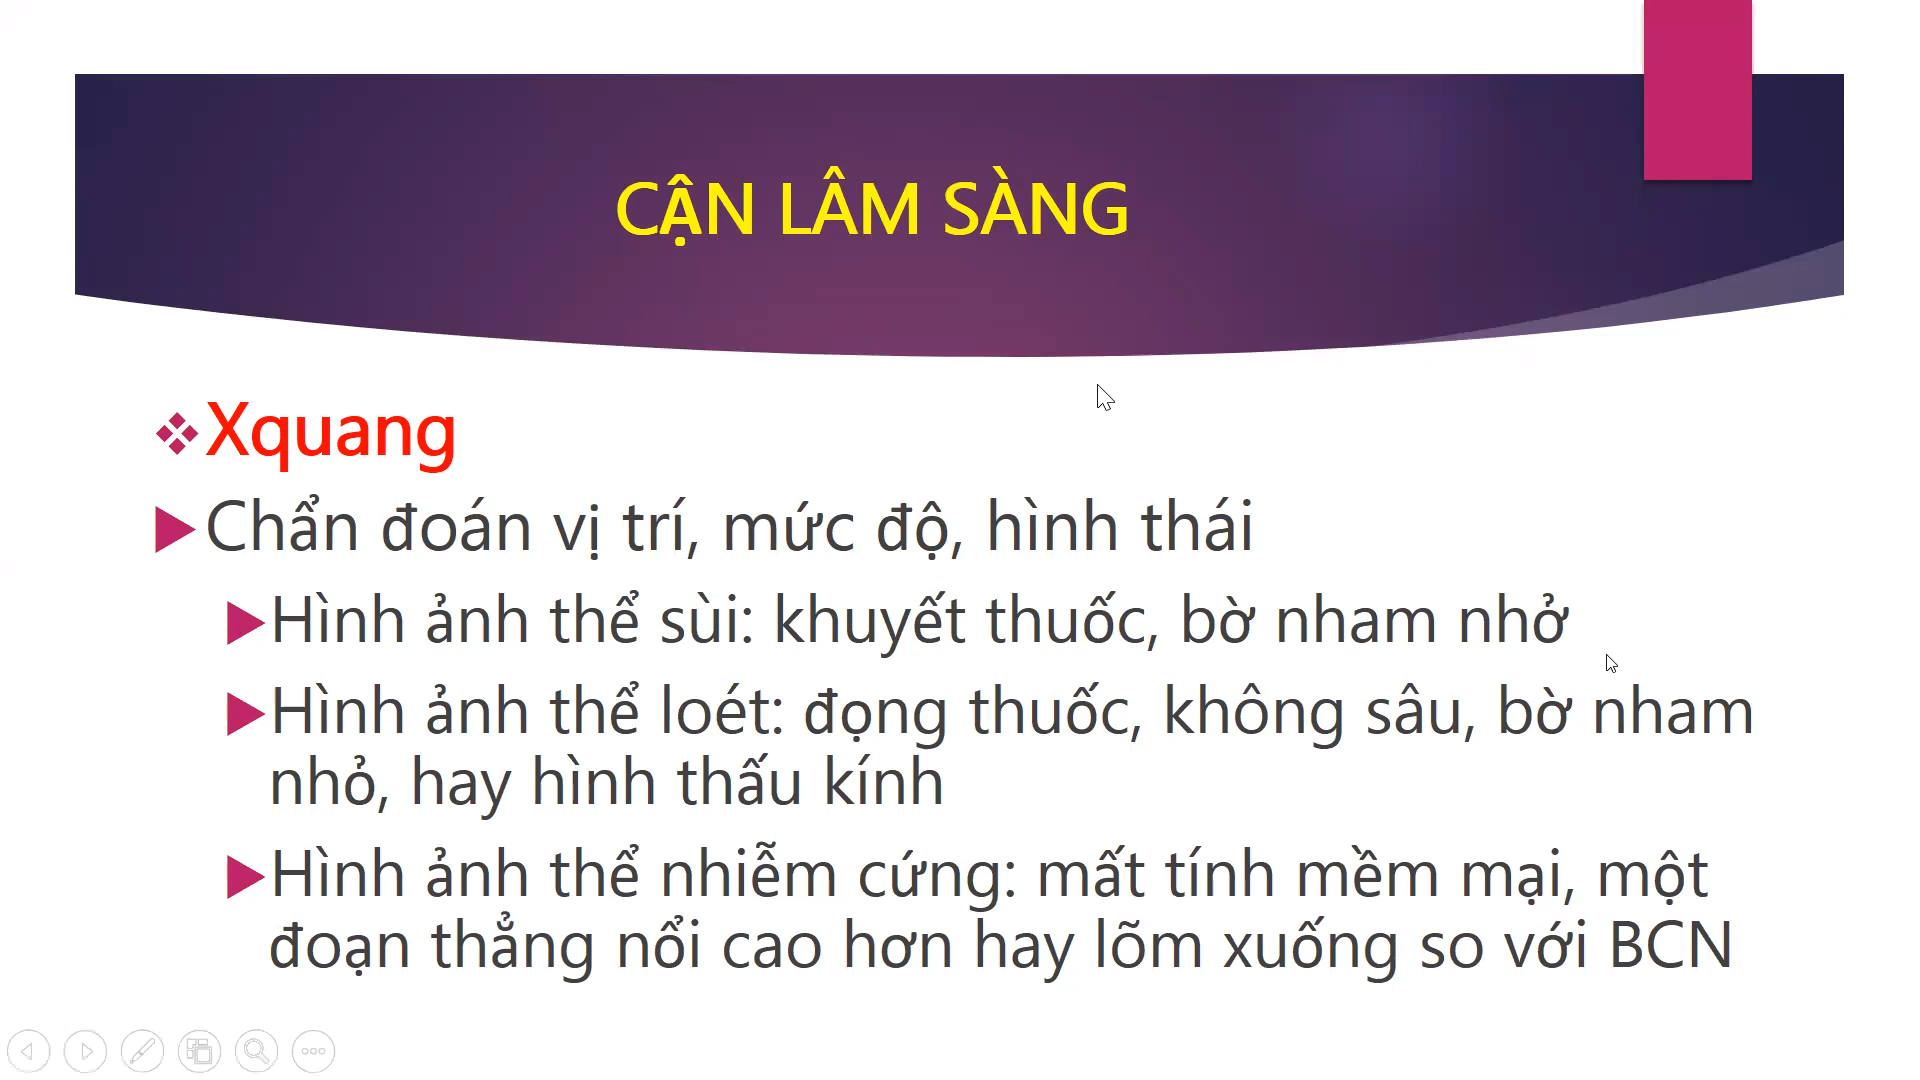 CẬN LÂM SÀNG
Xquang
Chẩn đoán vị trí, mức độ, hình thái
Hình ảnh thể sùi: khuyết thuốc, bờ nham nhở
Hình ảnh thể loét: đọng thuốc, không sâu, bờ nham
nhỏ, hay hình thấu kính
Hình ảnh thể nhiễm cứng: mất tính mềm mại, một
đoạn thẳng nổi cao hơn hay lõm xuống so với BCN